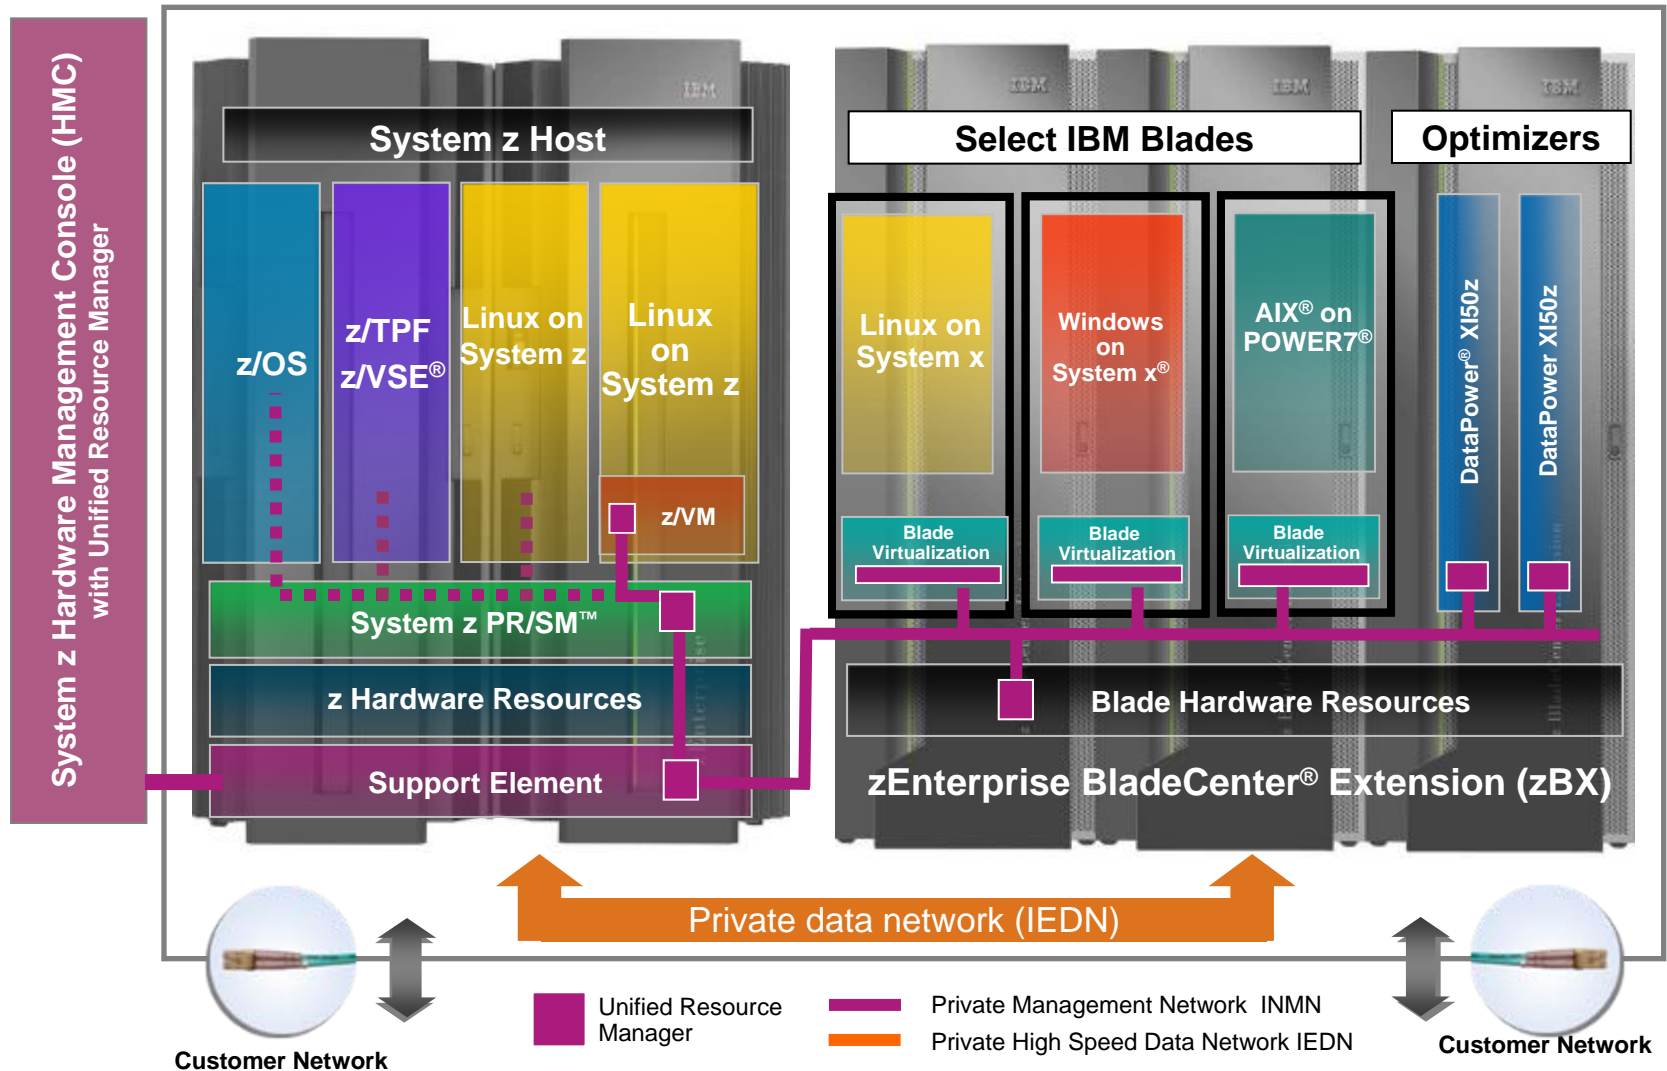 System z Hardware Management Console (HMC)
with Unified Resource Manager
IBM
IBM
IBM
IBM
System z Host
Select IBM Blades
Optimizers
z/OS
z/TPF
z/VSE®
Linux on
System z
Linux
on
System z
z/VM
Linux on
System x
Windows
on
System x®
AIX® on
POWER7®
DataPower® XI50z
DataPower XI50z
Blade
Virtualization
Blade
Virtualization
Blade
Virtualization
System z PR/SM™
z Hardware Resources
Support Element
Blade Hardware Resources
zEnterprise BladeCenter® Extension (zBX)
Private data network (IEDN)
Customer Network
Unified Resource
Manager
Private Management Network INMN
Private High Speed Data Network IEDN
Customer Network